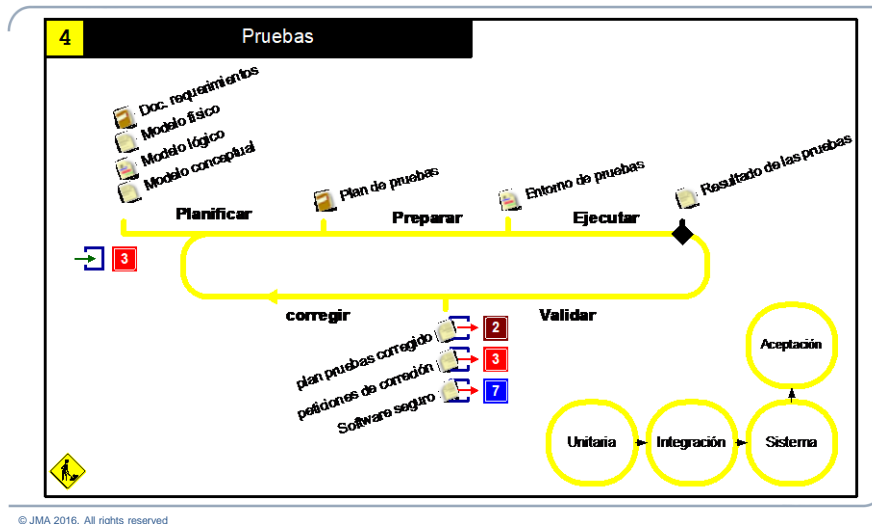 4
Pruebas
Doc. requerimientos
Modelo físico
Modelo lógico
Modelo conceptual
Plan de pruebas
Entorno de pruebas
Resultado de las pruebas
Planificar
Preparar
Ejecutar
3
corregir
Validar
plan pruebas corregido
2
peticiones de correción
3
Software seguro
7
Aceptación
Unitaria
Integración
Sistema
© JMA 2016. All rights reserved